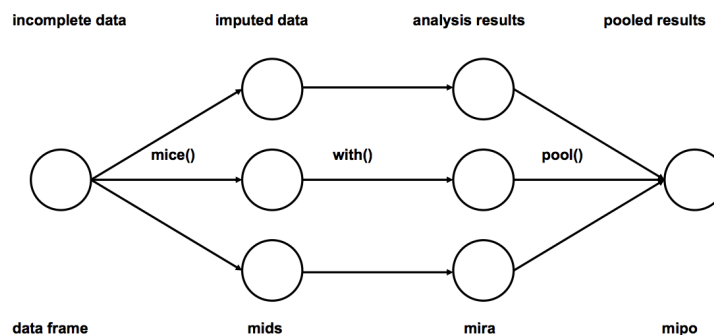 incomplete data imputed data analysis results pooled results
mice() with() pool()
data frame mids mira mipo